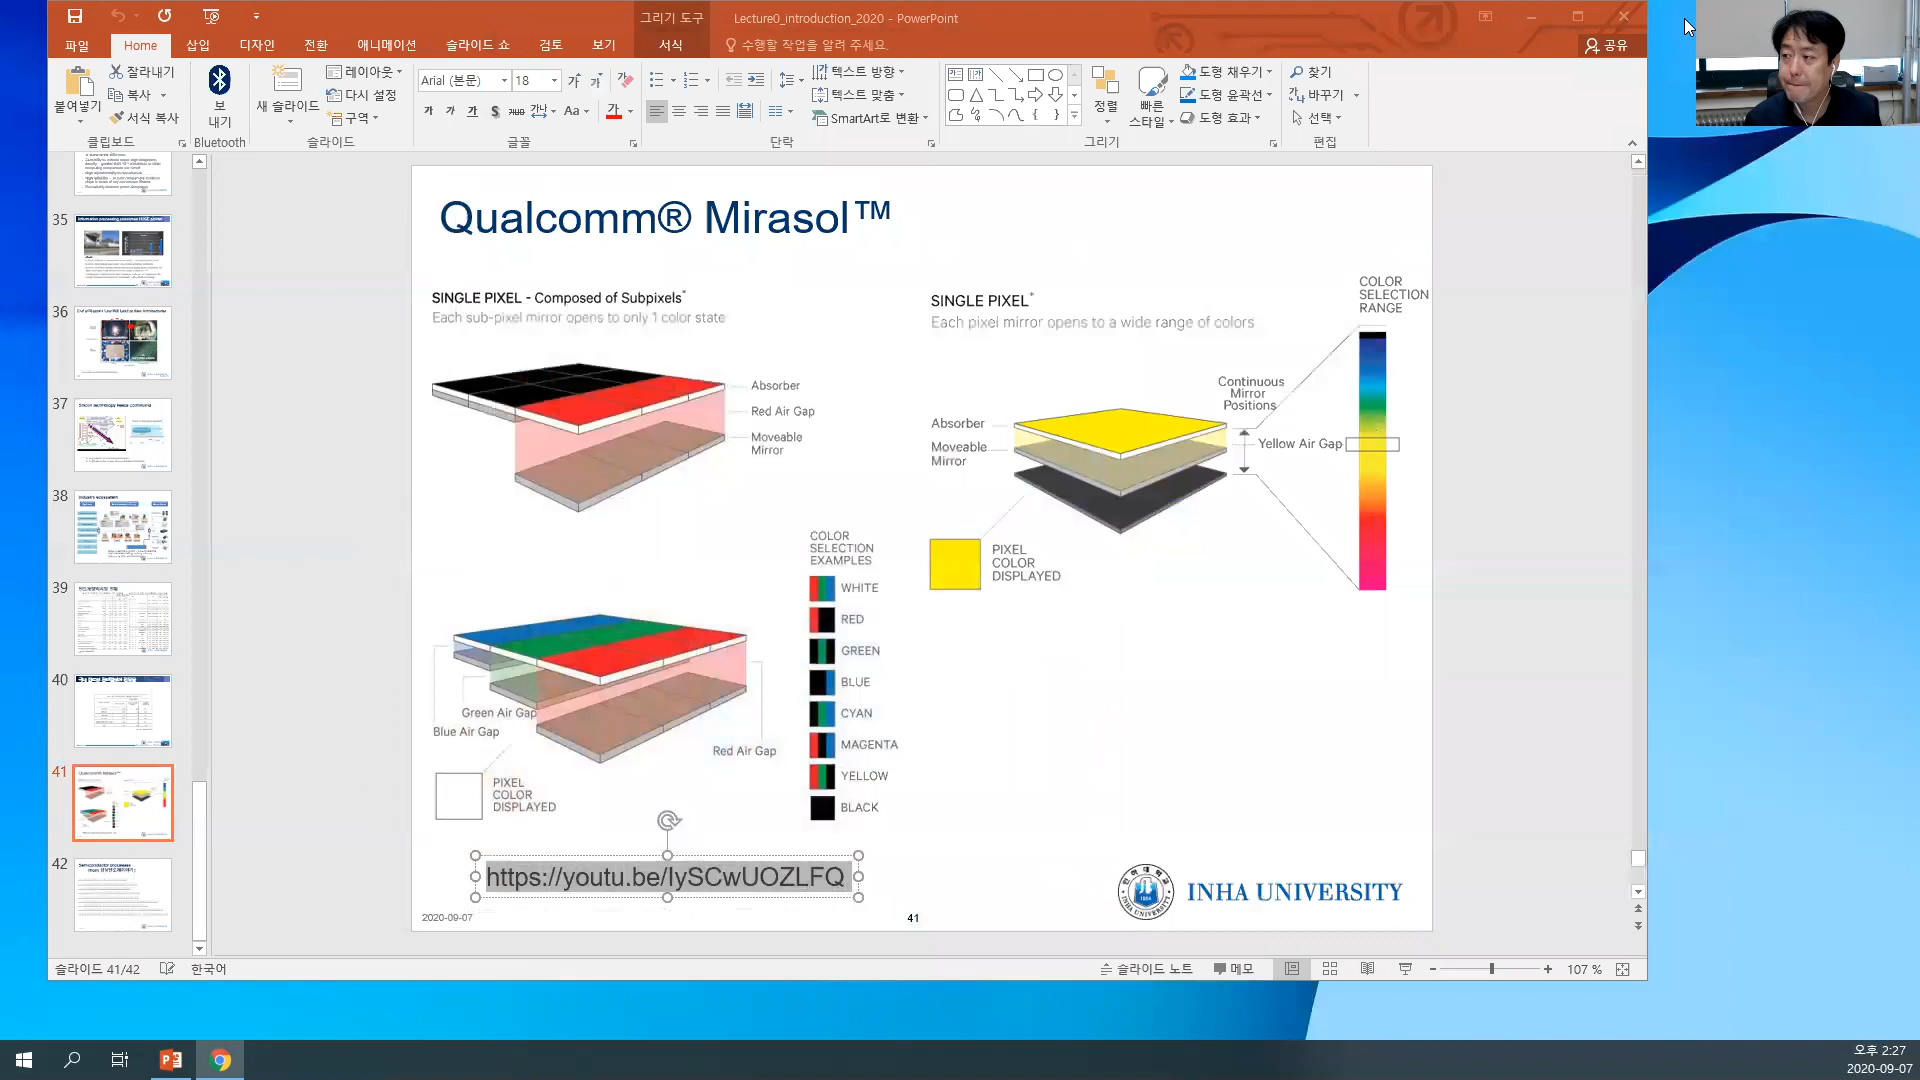 그리기 도구
Lecture0_introduction_2020 - PowerPoint
파일
Home
삽입
디자인
전환
애니메이션
슬라이드 쇼
검토
보기
서식
수행할 작업을 알려 주세요.
공유
붙여넣기
잘라내기
복사
서식 복사
클립보드
보
내기
Bluetooth
새 슬라이드
레이아웃
다시 설정
구역
슬라이드
Arial (본문)
18
가 가 가 S 간나 Aa 가
글꼴
텍스트 방향
텍스트 맞춤
SmartArt로 변환
단락
정렬
빠른
스타일
도형 채우기
도형 윤곽선
도형 효과
그리기
찾기
바꾸기
선택
편집
35
36
37
38
Industry ecosystem
39
40
41
42
Semiconductor processes
Qualcomm® Mirasol™
SINGLE PIXEL - Composed of Subpixels*
Each sub-pixel mirror opens to only 1 color state
Absorber
Red Air Gap
Moveable
Mirror
SINGLE PIXEL*
Each pixel mirror opens to a wide range of colors
COLOR
SELECTION
RANGE
Continuous
Mirror
Positions
Absorber
Moveable
Mirror
Yellow Air Gap
PIXEL
COLOR
DISPLAYED
COLOR
SELECTION
EXAMPLES
WHITE
RED
GREEN
BLUE
CYAN
MAGENTA
YELLOW
BLACK
Green Air Gap
Blue Air Gap
Red Air Gap
PIXEL
COLOR
DISPLAYED
https://youtu.be/IySCwUOZLFQ
2020-09-07
41
INHA UNIVERSITY
슬라이드 41/42
한국어
슬라이드 노트
메모
107 %
오후 2:27
2020-09-07